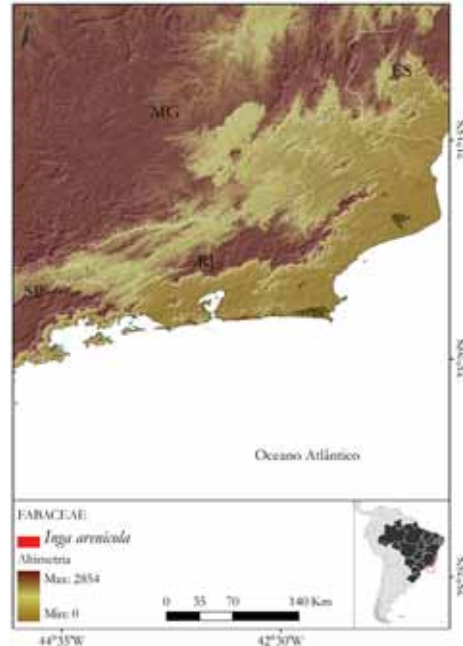 ES
MG
RJ
SP
Oceano Atlântico
FABACEAE
Inga arenicola
Altimetria
Max: 2854
Min: 0
0 35 70 140 Km
44°35'W 42°30'W